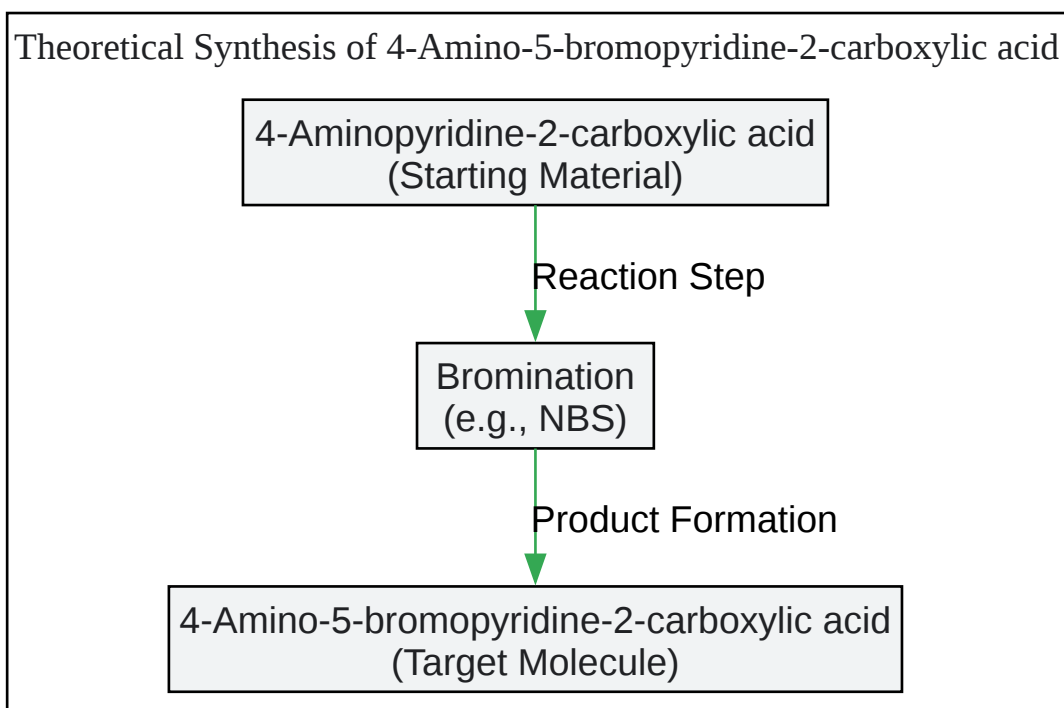 Theoretical Synthesis of 4-Amino-5-bromopyridine-2-carboxylic acid
4-Aminopyridine-2-carboxylic acid
(Starting Material)
Reaction Step
Bromination
(e.g., NBS)
Product Formation
4-Amino-5-bromopyridine-2-carboxylic acid
(Target Molecule)